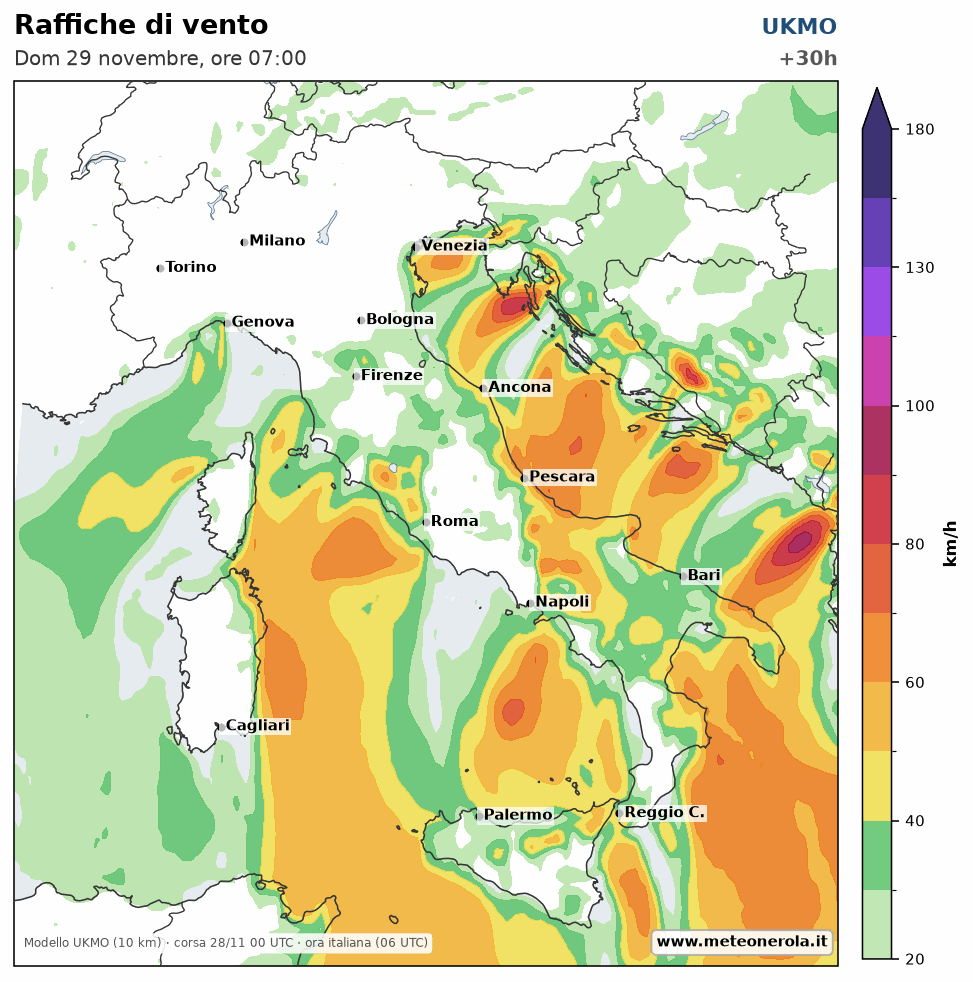 Raffiche di vento
UKMO
Dom 29 novembre, ore 07:00
+30h
180
Venezia
Milano
Torino
130
Genova
Bologna
Firenze
Ancona
100
Pescara
Roma
80
km/h
Bari
Napoli
60
Cagliari
Palermo
Reggio C.
40
Modello UKMO (10 km) · corsa 28/11 00 UTC · ora italiana (06 UTC)
www.meteonerola.it
20